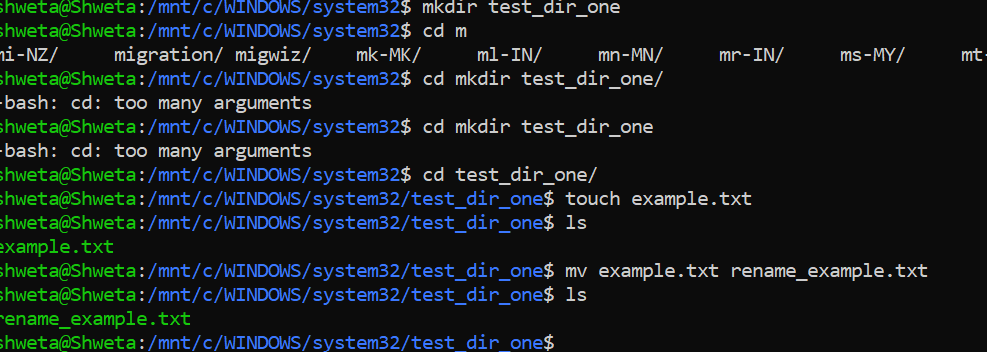 shweta@Shweta:/mnt/c/WINDOWS/system32$ mkdir test_dir_one
shweta@Shweta:/mnt/c/WINDOWS/system32$ cd m
mi-NZ/ migration/ migwiz/ mk-MK/ ml-IN/ mn-MN/ mr-IN/ ms-MY/ mt-
shweta@Shweta:/mnt/c/WINDOWS/system32$ cd mkdir test_dir_one/
-bash: cd: too many arguments
shweta@Shweta:/mnt/c/WINDOWS/system32$ cd mkdir test_dir_one
-bash: cd: too many arguments
shweta@Shweta:/mnt/c/WINDOWS/system32$ cd test_dir_one/
shweta@Shweta:/mnt/c/WINDOWS/system32/test_dir_one$ touch example.txt
shweta@Shweta:/mnt/c/WINDOWS/system32/test_dir_one$ ls
example.txt
shweta@Shweta:/mnt/c/WINDOWS/system32/test_dir_one$ mv example.txt rename_example.txt
shweta@Shweta:/mnt/c/WINDOWS/system32/test_dir_one$ ls
rename_example.txt
shweta@Shweta:/mnt/c/WINDOWS/system32/test_dir_one$